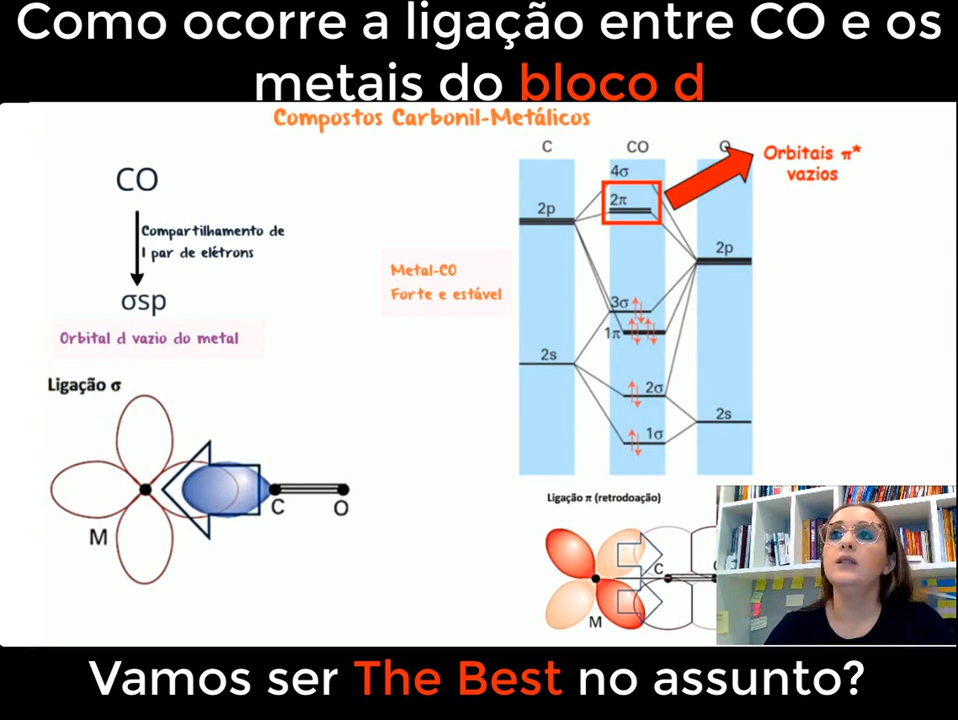 Como ocorre a ligação entre CO e os
metais do bloco d
Compostos Carbonil-Metálicos
CO
Compartilhamento de
1 par de elétrons
σsp
Orbital d vazio do metal
Ligação σ
M
C
O
Metal-CO
Forte e estável
C
CO
O
4σ
2π
2p
2p
3σ
1π
2s
2σ
2s
1σ
Orbitais π*
vazios
Ligação π (retrodoação)
C
M
Vamos ser The Best no assunto?